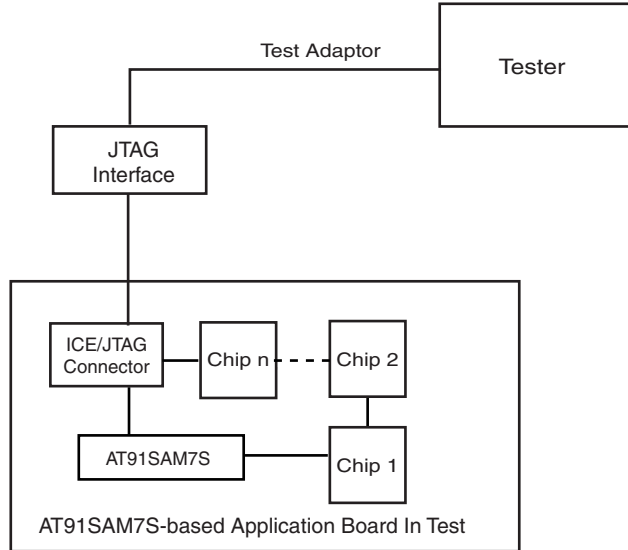 Test Adaptor
Tester
JTAG
Interface
ICE/JTAG
Connector
Chip n
Chip 2
AT91SAM7S
Chip 1
AT91SAM7S-based Application Board In Test